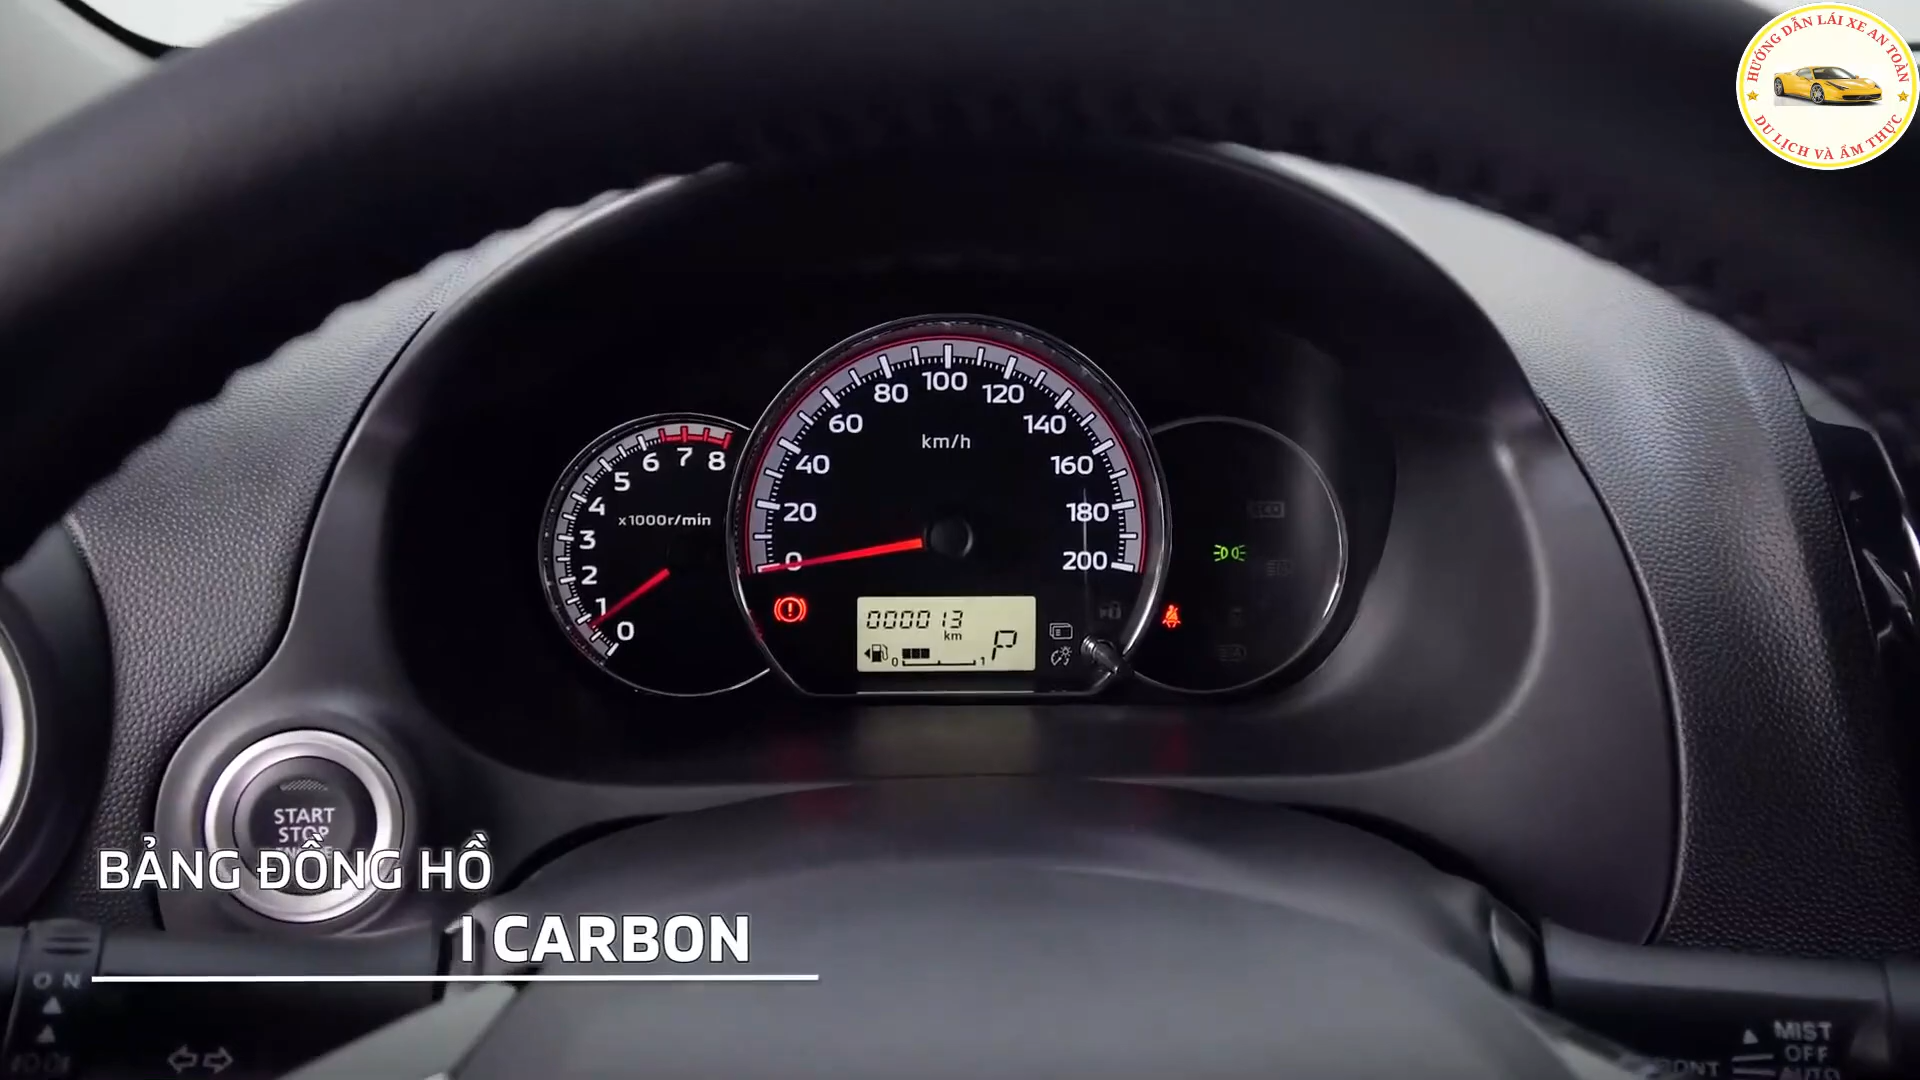 HƯỚNG DẪN LÁI XE AN TOÀN
DU LỊCH VÀ ẨM THỰC
80 100 120
60 140
km/h
40 160
20 180
0 200
5 6 7 8
4
x1000r/min
3
2
1
0
000013
km
P
0 1
START
STOP
BẢNG ĐỒNG HỒ
I CARBON
ON
MIST
OFF
AUTO